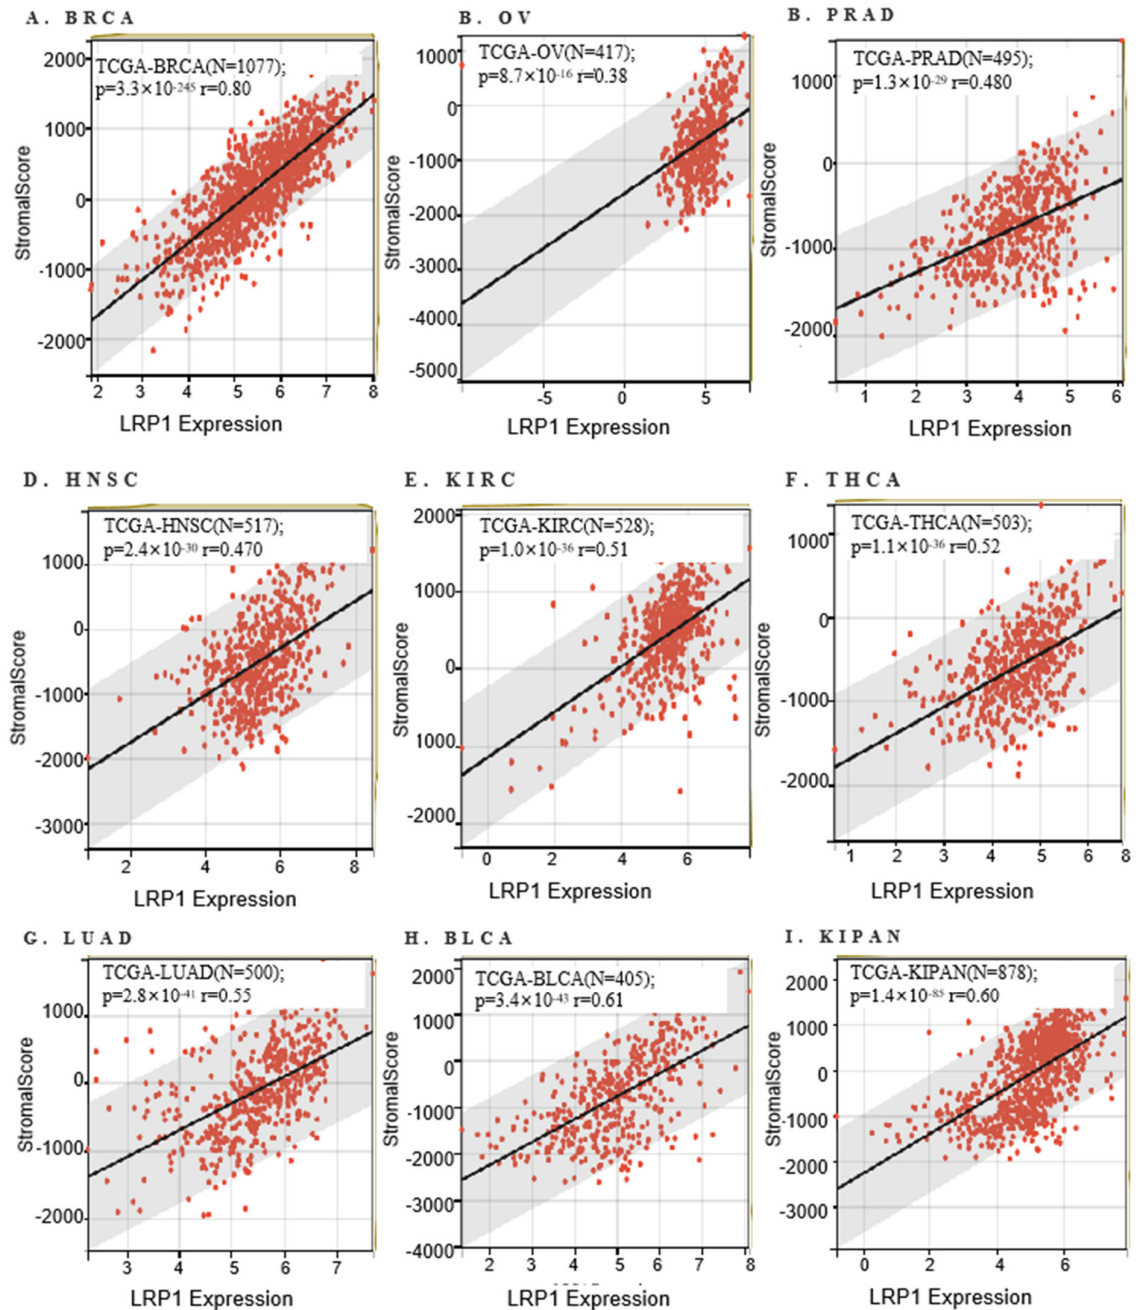 A. BRCA
TCGA-BRCA(N=1077);
p=3.3×10-245 r=0.80
StromalScore
2000
1000
0
-1000
-2000
2 3 4 5 6 7 8
LRP1 Expression
B. OV
TCGA-OV(N=417);
p=8.7×10-16 r=0.38
StromalScore
1000
0
-1000
-2000
-3000
-4000
-5000
-5 0 5
LRP1 Expression
B. PRAD
TCGA-PRAD(N=495);
p=1.3×10-29 r=0.480
StromalScore
1000
0
-1000
-2000
1 2 3 4 5 6
LRP1 Expression
D. HNSC
TCGA-HNSC(N=517);
p=2.4×10-30 r=0.470
StromalScore
1000
0
-1000
-2000
-3000
2 4 6 8
LRP1 Expression
E. KIRC
TCGA-KIRC(N=528);
p=1.0×10-36 r=0.51
StromalScore
2000
1000
0
1000
-2000
0 4 6
LRP1 Expression
F. THCA
TCGA-THCA(N=503);
p=1.1×10-36 r=0.52
StromalScore
1000
0
-1000
-2000
1 2 3 4 5 6 8
LRP1 Expression
G. LUAD
TCGA-LUAD(N=500);
p=2.8×10-41 r=0.55
StromalScore
1000
0
-1000
-2000
3 4 5 6 7
LRP1 Expression
H. BLCA
TCGA-BLCA(N=405);
p=3.4×10-43 r=0.61
StromalScore
2000
1000
0
-1000
-2000
-3000
-4000
2 3 4 5 6 7 8
LRP1 Expression
I. KIPAN
TCGA-KIPAN(N=878);
p=1.4×10-85 r=0.60
StromalScore
-2000
1000
0
-1000
-2000
-3000
0 2 4 6
LRP1 Expression